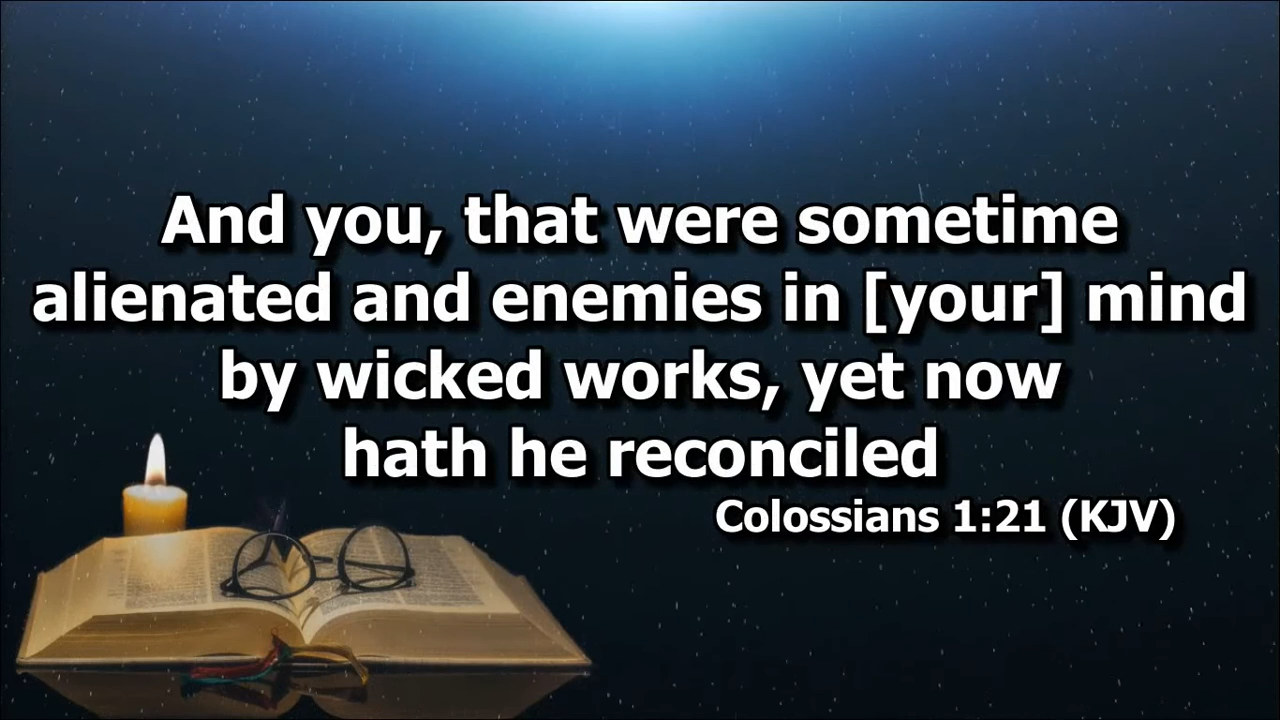 And you, that were sometime
alienated and enemies in [your] mind
by wicked works, yet now
hath he reconciled
Colossians 1:21 (KJV)